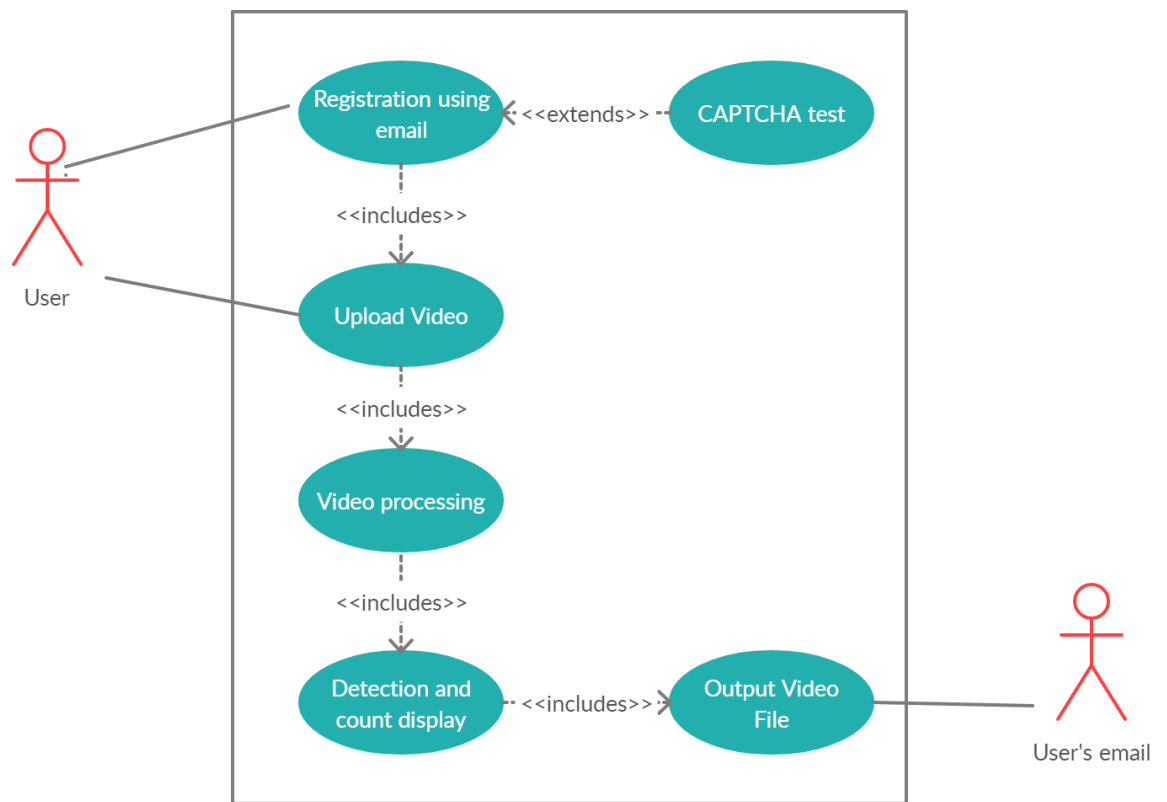 Registration using
email
<<extends>>
CAPTCHA test
<<includes>>
User
Upload Video
<<includes>>
Video processing
<<includes>>
Detection and
count display
<<includes>>
Output Video
File
User's email